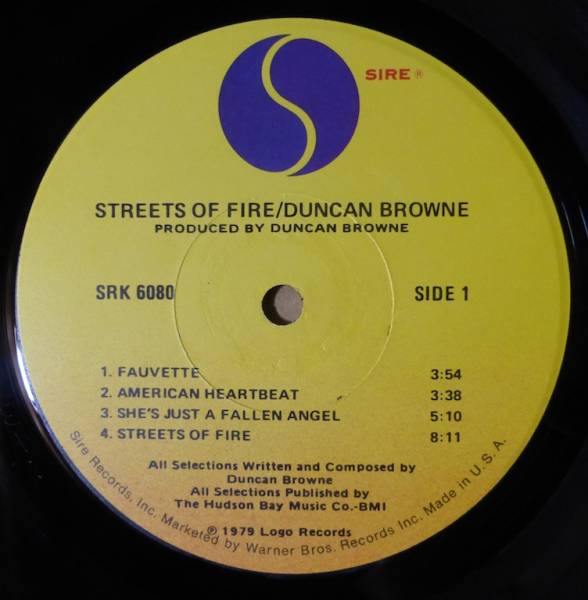 SIRE ®
STREETS OF FIRE/DUNCAN BROWNE
PRODUCED BY DUNCAN BROWNE
SRK 6080 SIDE 1
1. FAUVETTE 3:54
2. AMERICAN HEARTBEAT 3:38
3. SHE'S JUST A FALLEN ANGEL 5:10
4. STREETS OF FIRE 8:11
All Selections Written and Composed by
Duncan Browne
All Selections Published by
The Hudson Bay Music Co.-BMI
℗ 1979 Logo Records
Sire Records, Inc. Marketed by Warner Bros. Records Inc. Made in U.S.A.